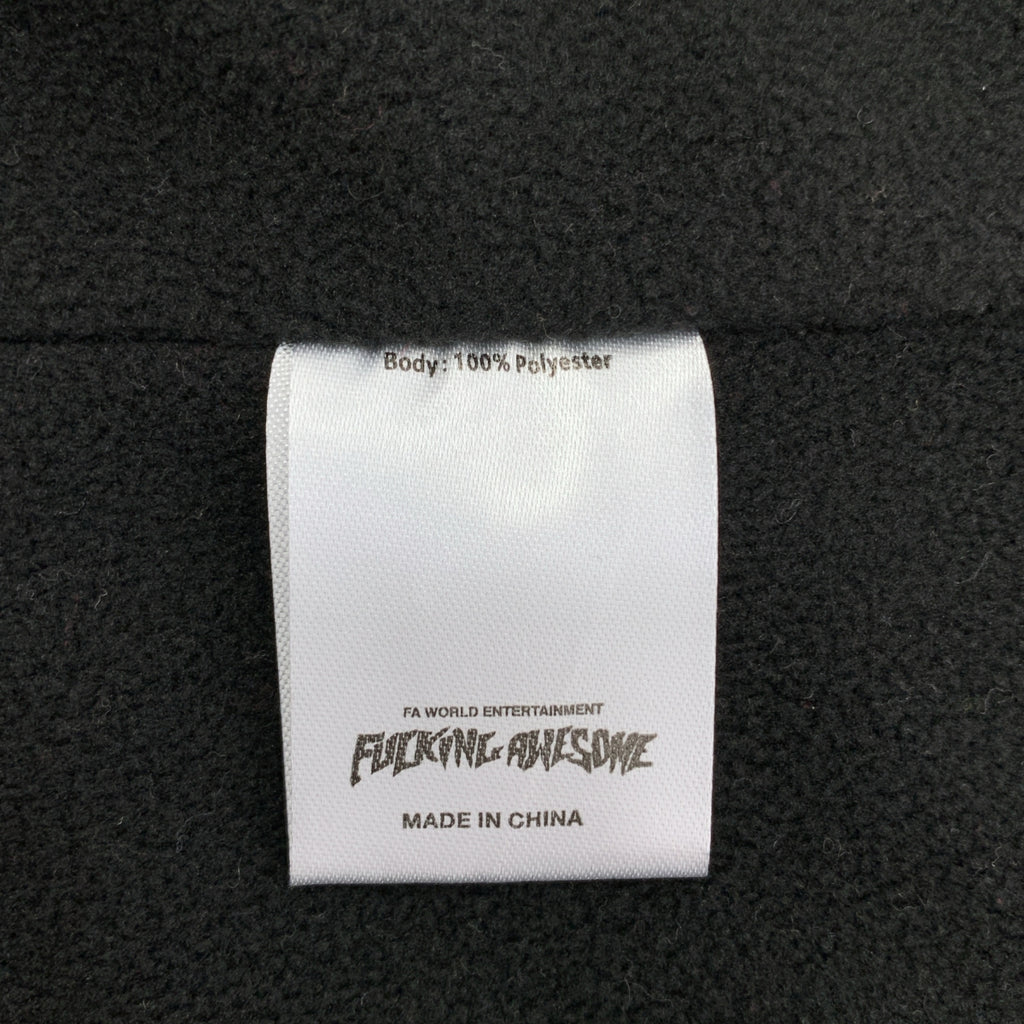 Body: 100% Polyester
FA WORLD ENTERTAINMENT
FUCKING AWESOME
MADE IN CHINA